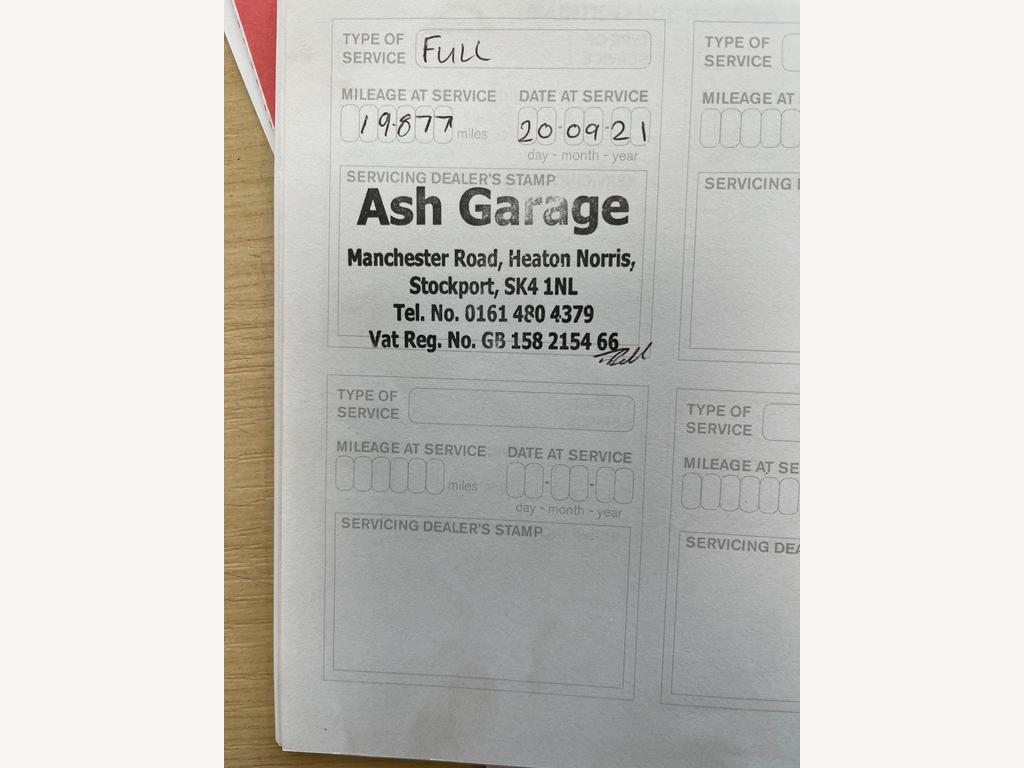 TYPE OF
SERVICE
FULL
MILEAGE AT SERVICE
19877 miles
DATE AT SERVICE
20-09-21
day - month - year
SERVICING DEALER'S STAMP
Ash Garage
Manchester Road, Heaton Norris,
Stockport, SK4 1NL
Tel. No. 0161 480 4379
Vat Reg. No. GB 158 2154 66
TYPE OF
SERVICE
MILEAGE AT
SERVICING
TYPE OF
SERVICE
MILEAGE AT SERVICE
miles
DATE AT SERVICE
day - month - year
SERVICING DEALER'S STAMP
TYPE OF
SERVICE
MILEAGE AT SE
SERVICING DEA